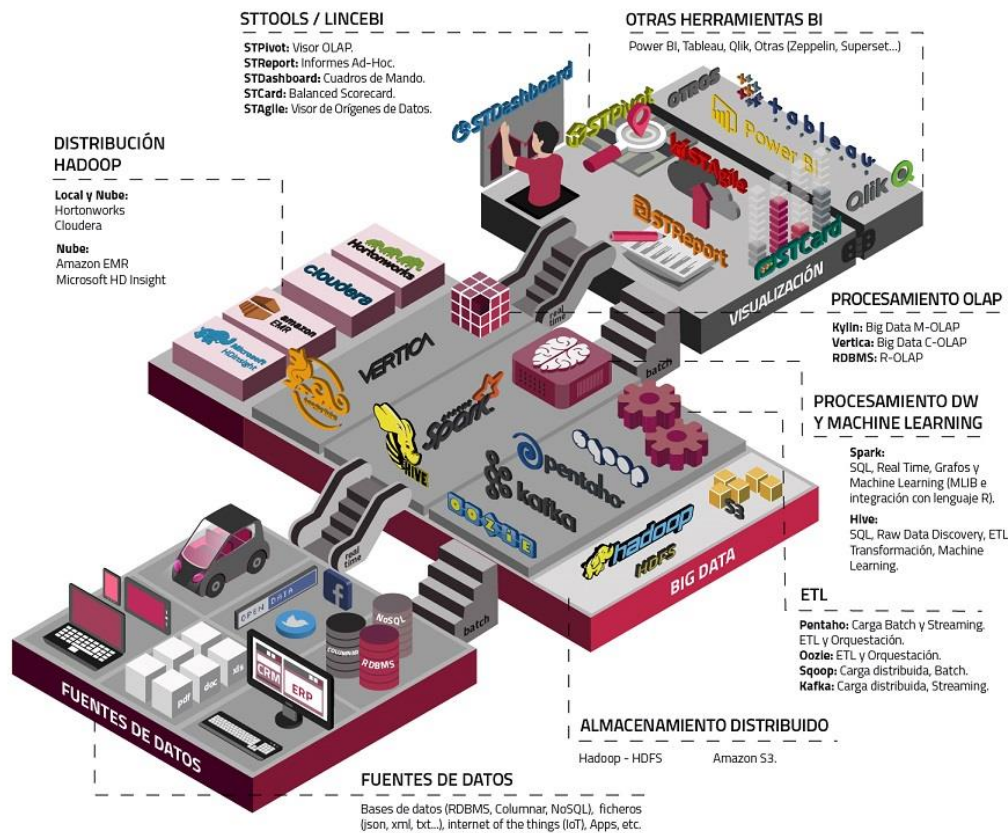 STTOOLS / LINCEBI
STPivot: Visor OLAP.
STReport: Informes Ad-Hoc.
STDashboard: Cuadros de Mando.
STCard: Balanced Scorecard.
STAgile: Visor de Orígenes de Datos.
OTRAS HERRAMIENTAS BI
Power BI, Tableau, Qlik, Otras (Zeppelin, Superset...)
DISTRIBUCIÓN
HADOOP
Local y Nube:
Hortonworks
Cloudera
Nube:
Amazon EMR
Microsoft HD Insight
STDashboard
STPivot
OTROS
tableau
Power BI
Qlik
STAgile
STReport
STCard
VISUALIZACIÓN
Hortonworks
cloudera
amazon
EMR
Microsoft
HDInsight
real
time
batch
VERTICA
Spark
HIVE
sqoop
pentaho
kafka
OOZIE
S3
hadoop
HDFS
BIG DATA
PROCESAMIENTO OLAP
Kylin: Big Data M-OLAP
Vertica: Big Data C-OLAP
RDBMS: R-OLAP
PROCESAMIENTO DW
Y MACHINE LEARNING
Spark:
SQL, Real Time, Grafos y
Machine Learning (MLIB e
integración con lenguaje R).
Hive:
SQL, Raw Data Discovery, ETL
Transformación, Machine
Learning.
ETL
Pentaho: Carga Batch y Streaming.
ETL y Orquestación.
Oozie: ETL y Orquestación.
Sqoop: Carga distribuida, Batch.
Kafka: Carga distribuida, Streaming.
real
time
batch
OPEN DATA
NoSQL
COLUMNAR
RDBMS
pdf
doc
xls
CRM
ERP
FUENTES DE DATOS
ALMACENAMIENTO DISTRIBUIDO
Hadoop - HDFS Amazon S3.
FUENTES DE DATOS
Bases de datos (RDBMS, Columnar, NoSQL), ficheros
(json, xml, txt...), internet of the things (IoT), Apps, etc.